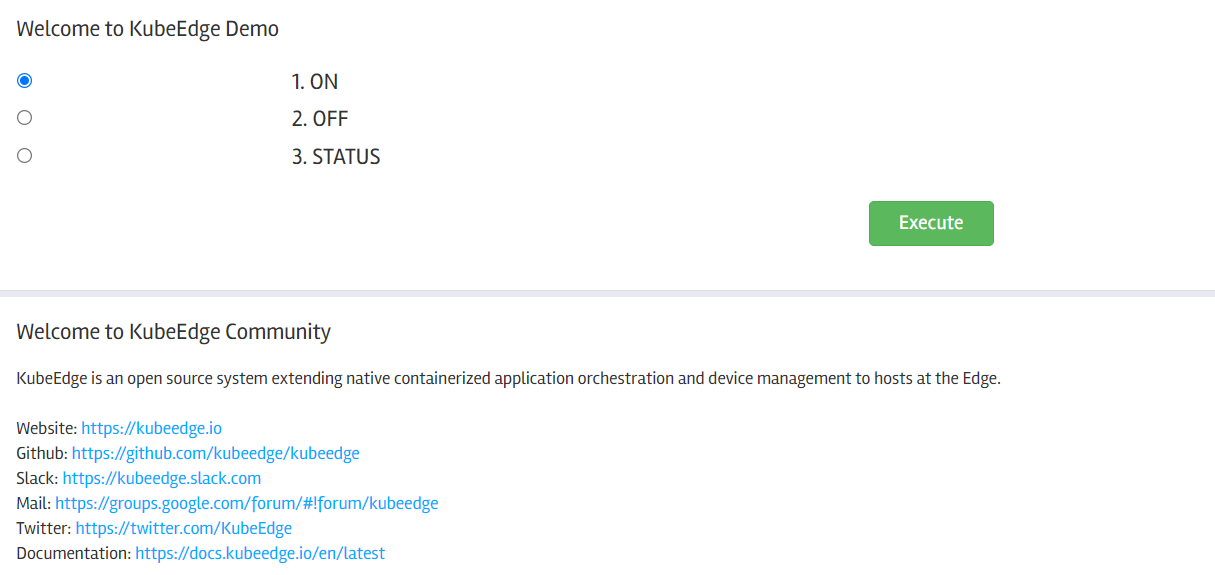 Welcome to KubeEdge Demo
1. ON
2. OFF
3. STATUS
Execute
Welcome to KubeEdge Community
KubeEdge is an open source system extending native containerized application orchestration and device management to hosts at the Edge.
Website: https://kubeedge.io
Github: https://github.com/kubeedge/kubeedge
Slack: https://kubeedge.slack.com
Mail: https://groups.google.com/forum/#!forum/kubeedge
Twitter: https://twitter.com/KubeEdge
Documentation: https://docs.kubeedge.io/en/latest